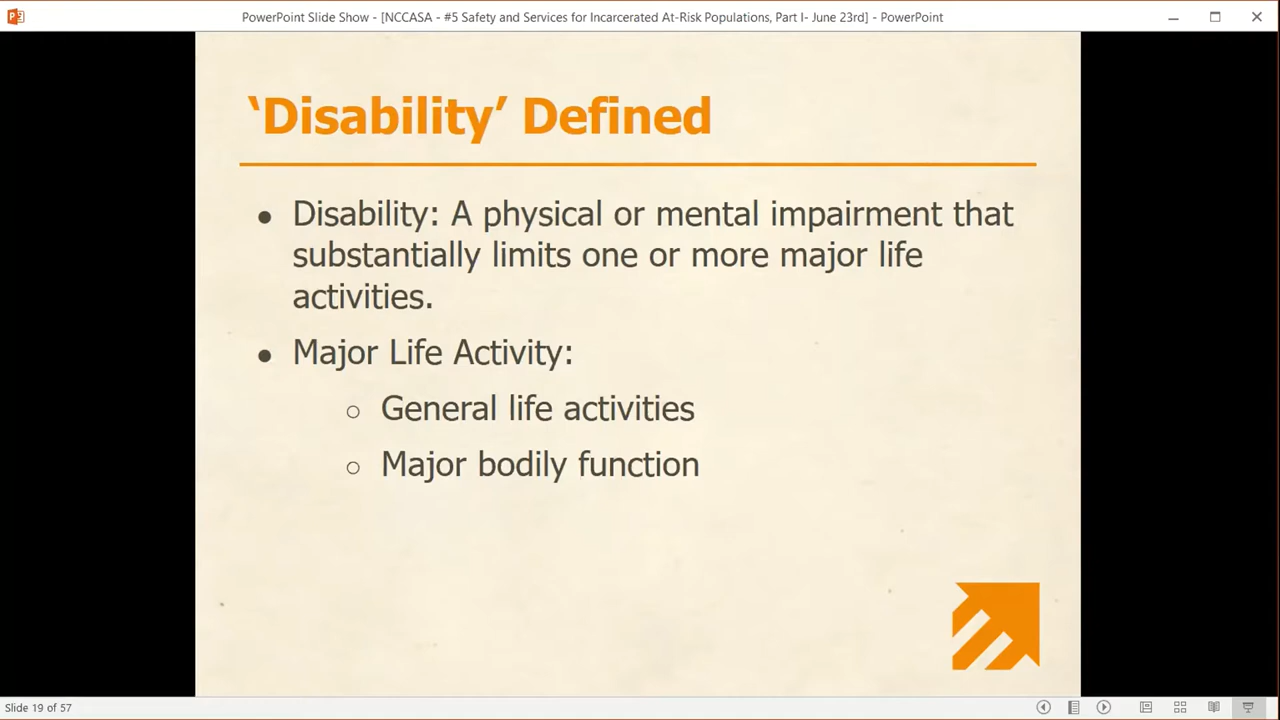 PowerPoint Slide Show - [NCCASA - #5 Safety and Services for Incarcerated At-Risk Populations, Part I- June 23rd] - PowerPoint
‘Disability’ Defined
● Disability: A physical or mental impairment that
substantially limits one or more major life
activities.
● Major Life Activity:
○ General life activities
○ Major bodily function
Slide 19 of 57